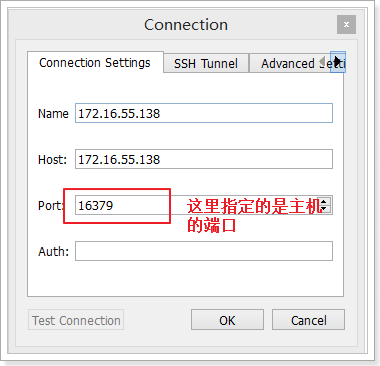 Connection
x
Connection Settings
SSH Tunnel
Advanced
Name
172.16.55.138
Host:
172.16.55.138
Port:
16379
这里指定的是主机
的端口
Auth:
Test Connection
OK
Cancel